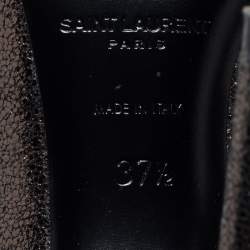 SAINT LAURENT
PARIS
MADE IN ITALY
37½